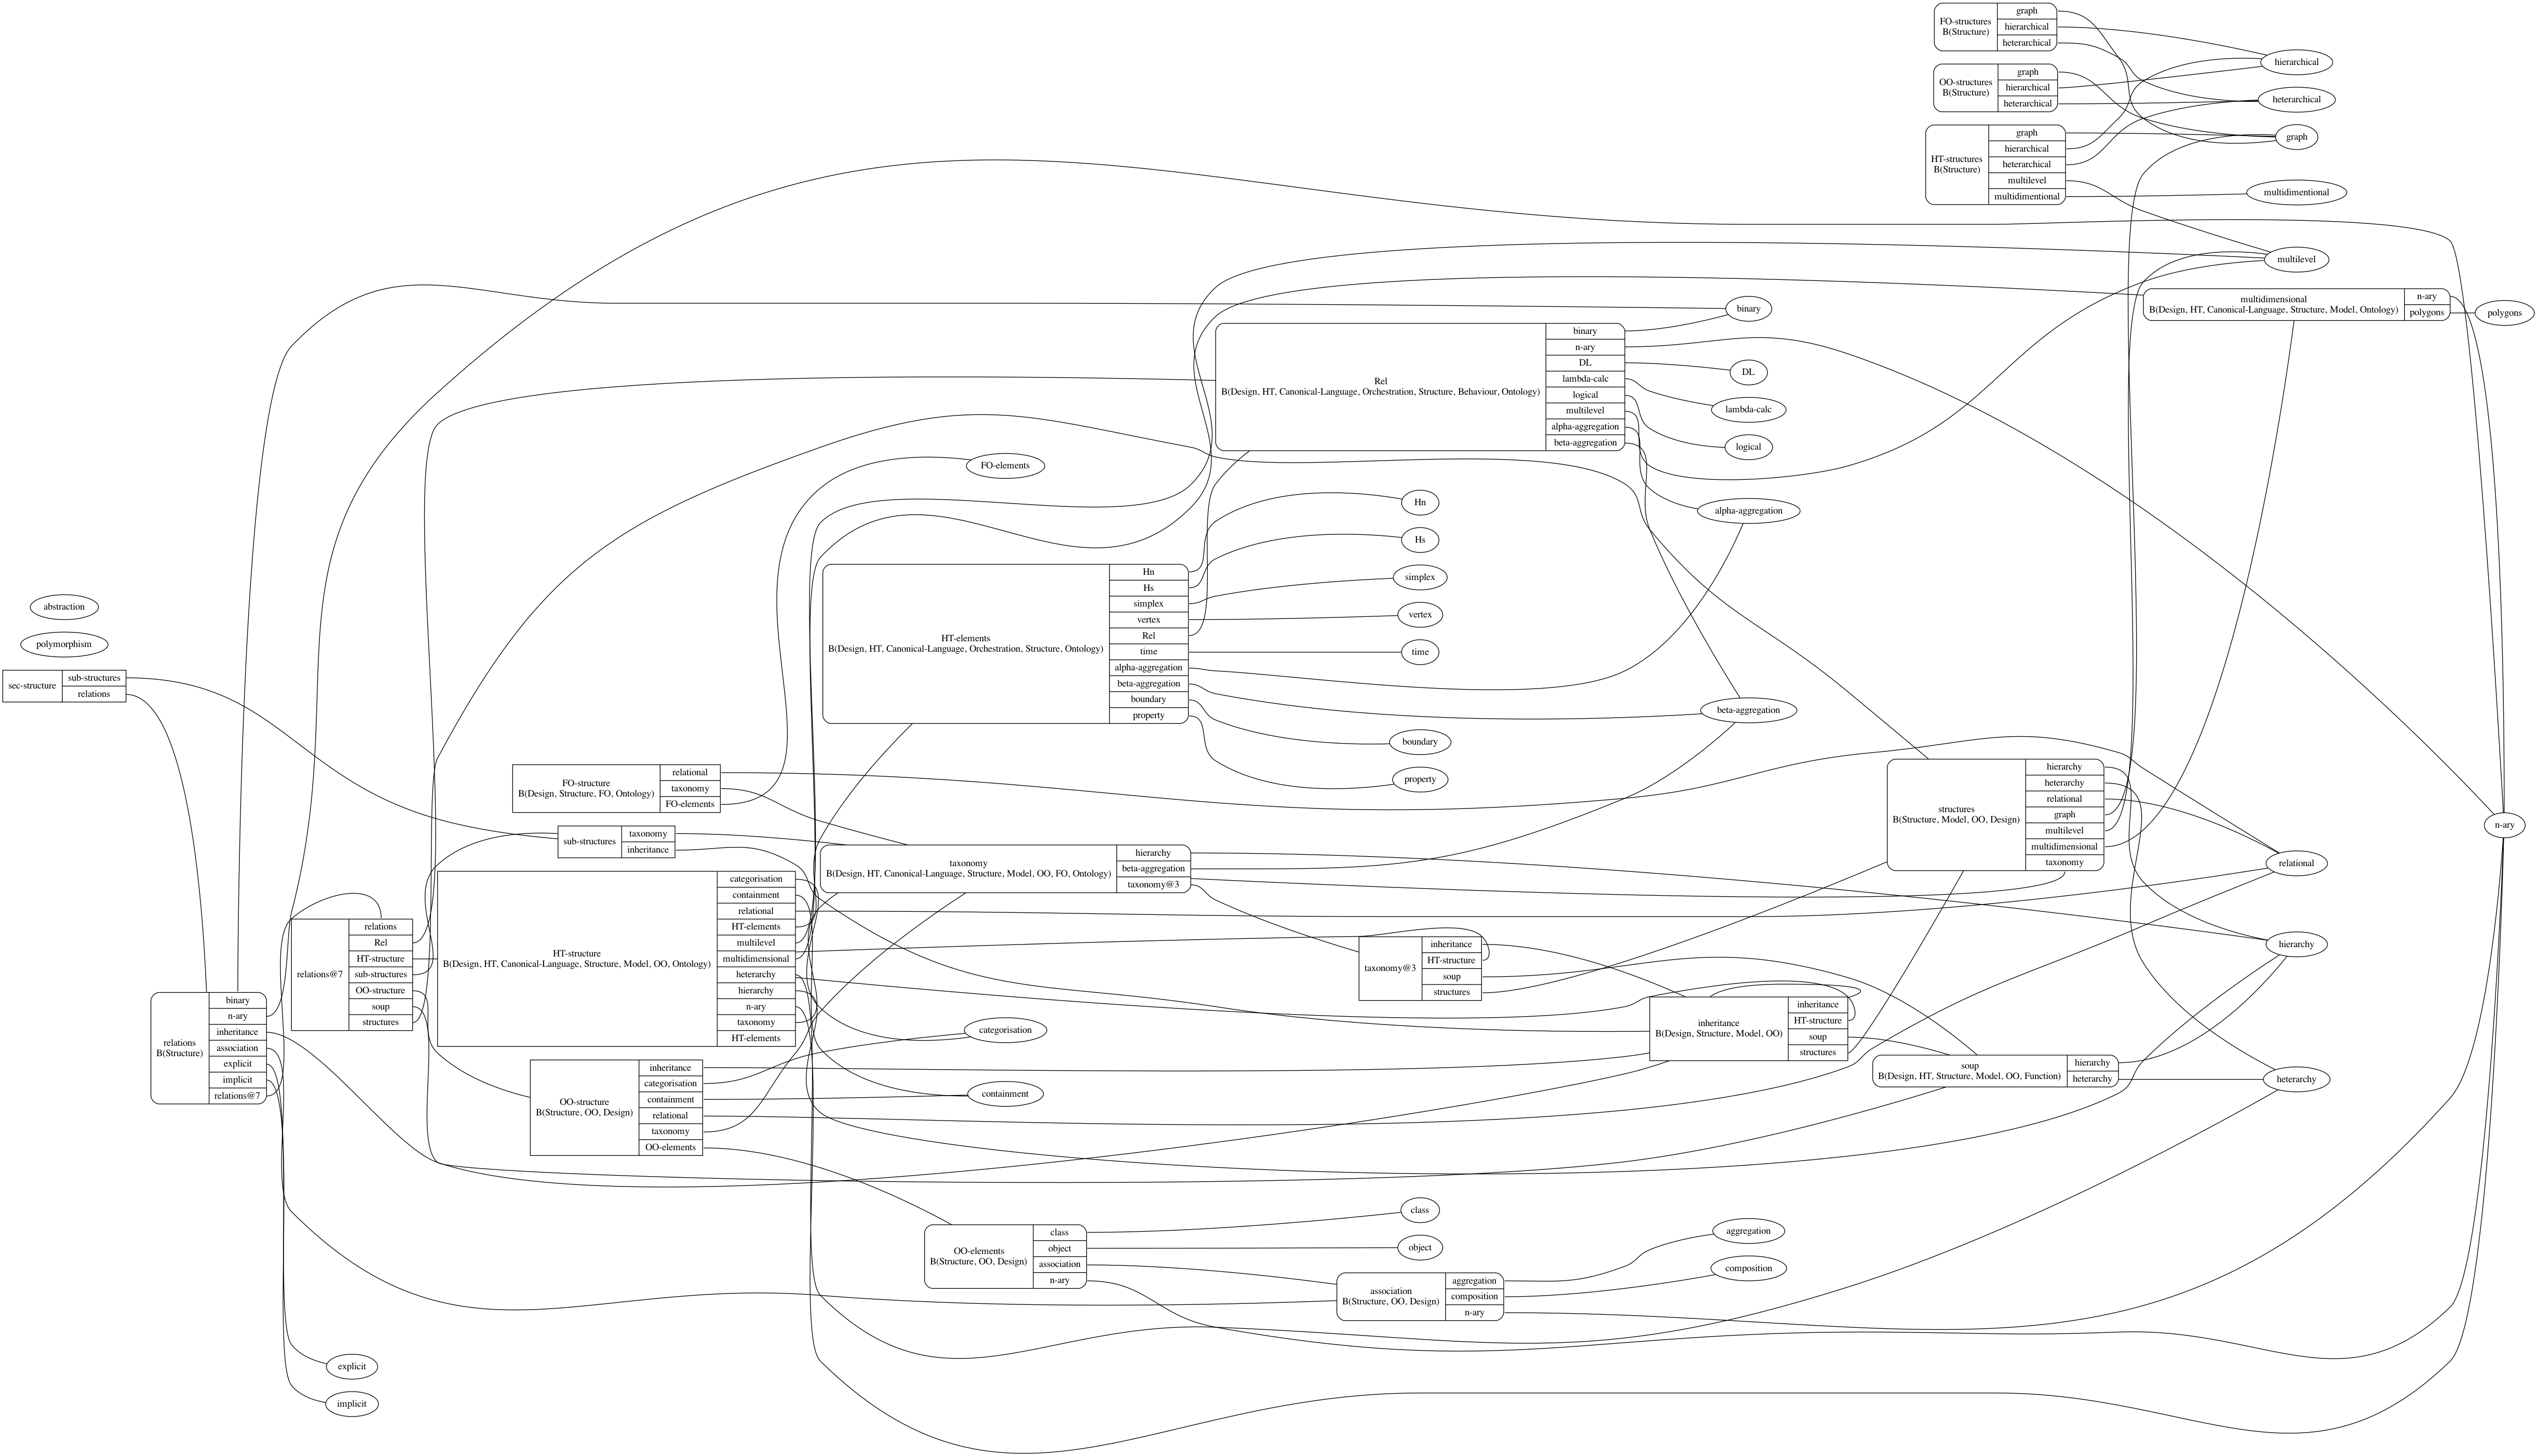 FO-structures
B(Structure)
graph
hierarchical
heterarchical
OO-structures
B(Structure)
graph
hierarchical
heterarchical
HT-structures
B(Structure)
graph
hierarchical
heterarchical
multilevel
multidimentional
hierarchical
heterarchical
graph
multidimentional
multilevel
multidimensional
B(Design, HT, Canonical-Language, Structure, Model, Ontology)
n-ary
polygons
polygons
binary
Rel
B(Design, HT, Canonical-Language, Orchestration, Structure, Behaviour, Ontology)
binary
n-ary
DL
lambda-calc
logical
multilevel
alpha-aggregation
beta-aggregation
DL
lambda-calc
logical
FO-elements
Hn
alpha-aggregation
Hs
simplex
vertex
time
HT-elements
B(Design, HT, Canonical-Language, Orchestration, Structure, Ontology)
Hn
Hs
simplex
vertex
Rel
time
alpha-aggregation
beta-aggregation
boundary
property
abstraction
polymorphism
sec-structure
sub-structures
relations
beta-aggregation
boundary
property
FO-structure
B(Design, Structure, FO, Ontology)
relational
taxonomy
FO-elements
structures
B(Structure, Model, OO, Design)
hierarchy
heterarchy
relational
graph
multilevel
multidimensional
taxonomy
n-ary
sub-structures
taxonomy
inheritance
taxonomy
B(Design, HT, Canonical-Language, Structure, Model, OO, FO, Ontology)
hierarchy
beta-aggregation
taxonomy@3
relational
HT-structure
B(Design, HT, Canonical-Language, Structure, Model, OO, Ontology)
categorisation
containment
relational
HT-elements
multilevel
multidimensional
heterarchy
hierarchy
n-ary
taxonomy
HT-elements
relations@7
relations
Rel
HT-structure
sub-structures
OO-structure
soup
structures
taxonomy@3
inheritance
HT-structure
soup
structures
hierarchy
relations
B(Structure)
binary
n-ary
inheritance
association
explicit
implicit
relations@7
categorisation
inheritance
B(Design, Structure, Model, OO)
inheritance
HT-structure
soup
structures
soup
B(Design, HT, Structure, Model, OO, Function)
hierarchy
heterarchy
heterarchy
OO-structure
B(Structure, OO, Design)
inheritance
categorisation
containment
relational
taxonomy
OO-elements
containment
class
object
OO-elements
B(Structure, OO, Design)
class
object
association
n-ary
aggregation
composition
association
B(Structure, OO, Design)
aggregation
composition
n-ary
explicit
implicit